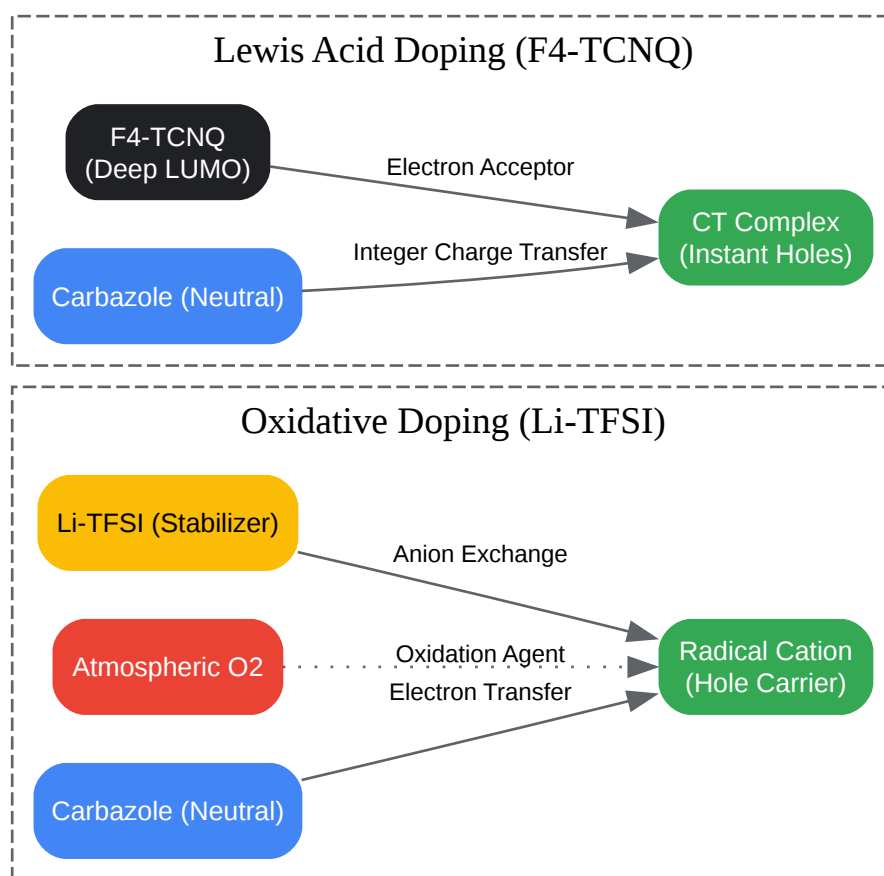 Lewis Acid Doping (F4-TCNQ)
F4-TCNQ
(Deep LUMO)
Electron Acceptor
CT Complex
(Instant Holes)
Integer Charge Transfer
Carbazole (Neutral)
Oxidative Doping (Li-TFSI)
Li-TFSI (Stabilizer)
Anion Exchange
Atmospheric O2
Oxidation Agent
Electron Transfer
Radical Cation
(Hole Carrier)
Carbazole (Neutral)